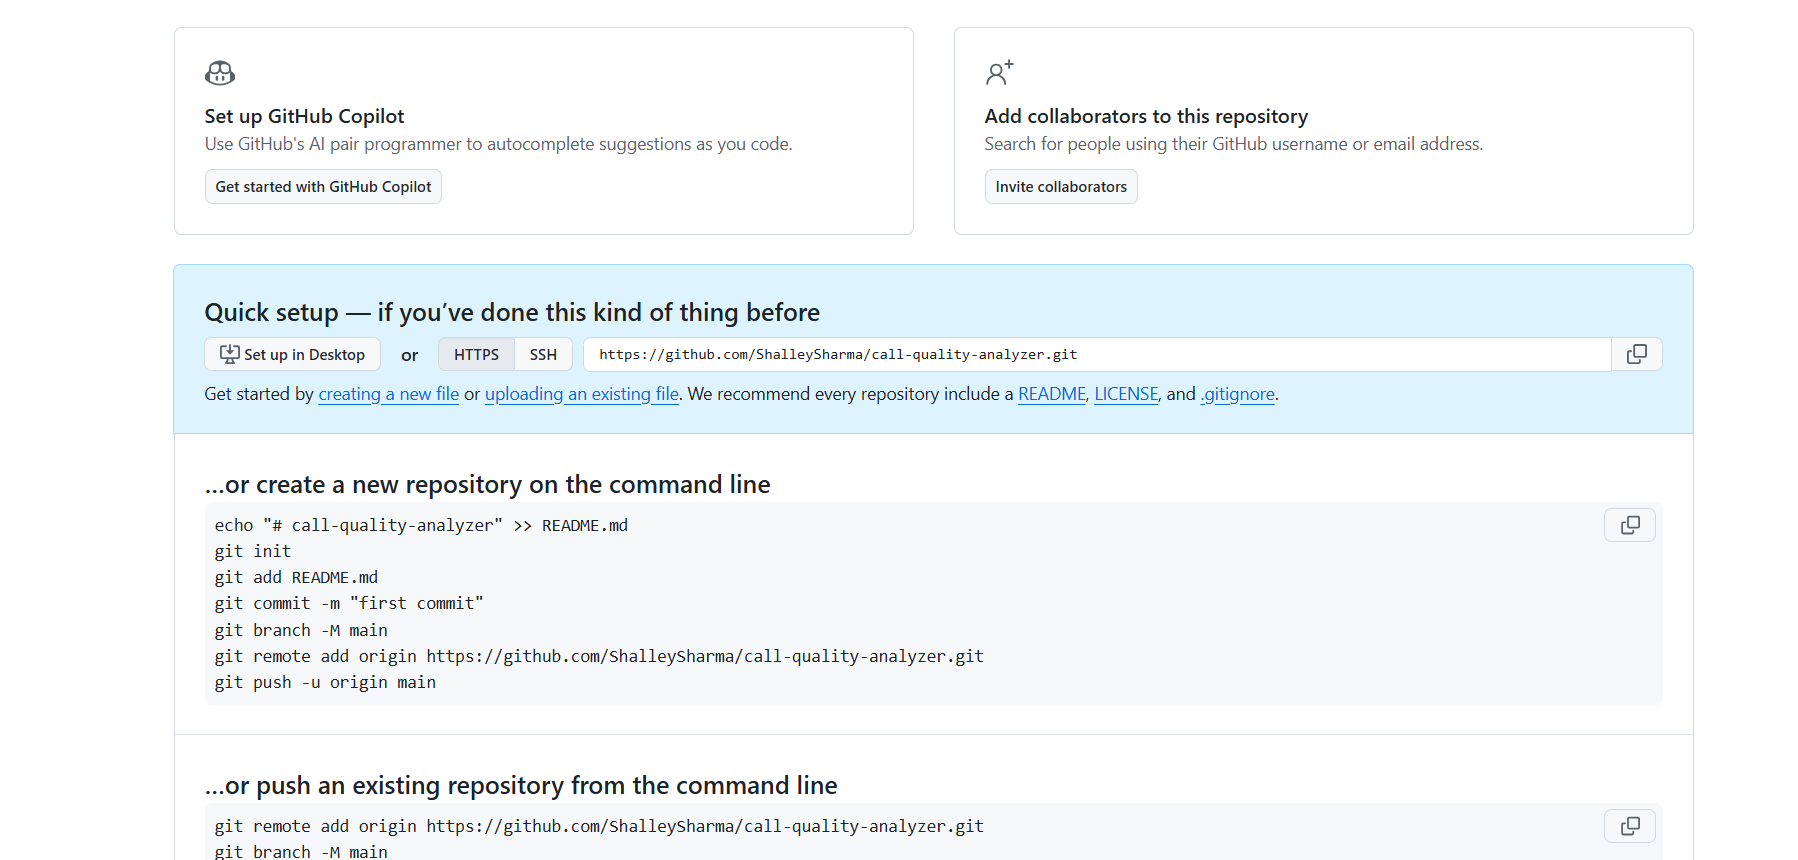 Set up GitHub Copilot
Use GitHub's AI pair programmer to autocomplete suggestions as you code.
Get started with GitHub Copilot
Add collaborators to this repository
Search for people using their GitHub username or email address.
Invite collaborators
Quick setup — if you’ve done this kind of thing before
Set up in Desktop or HTTPS SSH https://github.com/ShalleySharma/call-quality-analyzer.git
Get started by creating a new file or uploading an existing file. We recommend every repository include a README, LICENSE, and .gitignore.
…or create a new repository on the command line
echo "# call-quality-analyzer" >> README.md
git init
git add README.md
git commit -m "first commit"
git branch -M main
git remote add origin https://github.com/ShalleySharma/call-quality-analyzer.git
git push -u origin main
…or push an existing repository from the command line
git remote add origin https://github.com/ShalleySharma/call-quality-analyzer.git
git branch -M main